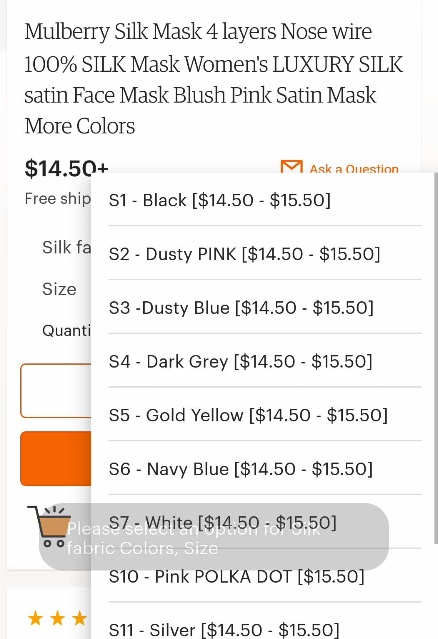 Mulberry Silk Mask 4 layers Nose wire
100% SILK Mask Women's LUXURY SILK
satin Face Mask Blush Pink Satin Mask
More Colors
$14.50+
Ask a Question
Free ship
Silk fa
Size
Quanti
S1 - Black [$14.50 - $15.50]
S2 - Dusty PINK [$14.50 - $15.50]
S3 -Dusty Blue [$14.50 - $15.50]
S4 - Dark Grey [$14.50 - $15.50]
S5 - Gold Yellow [$14.50 - $15.50]
S6 - Navy Blue [$14.50 - $15.50]
S7 - White [$14.50 - $15.50]
Please select an option for Silk
fabric Colors, Size
S10 - Pink POLKA DOT [$15.50]
S11 - Silver [$14.50 - $15.50]